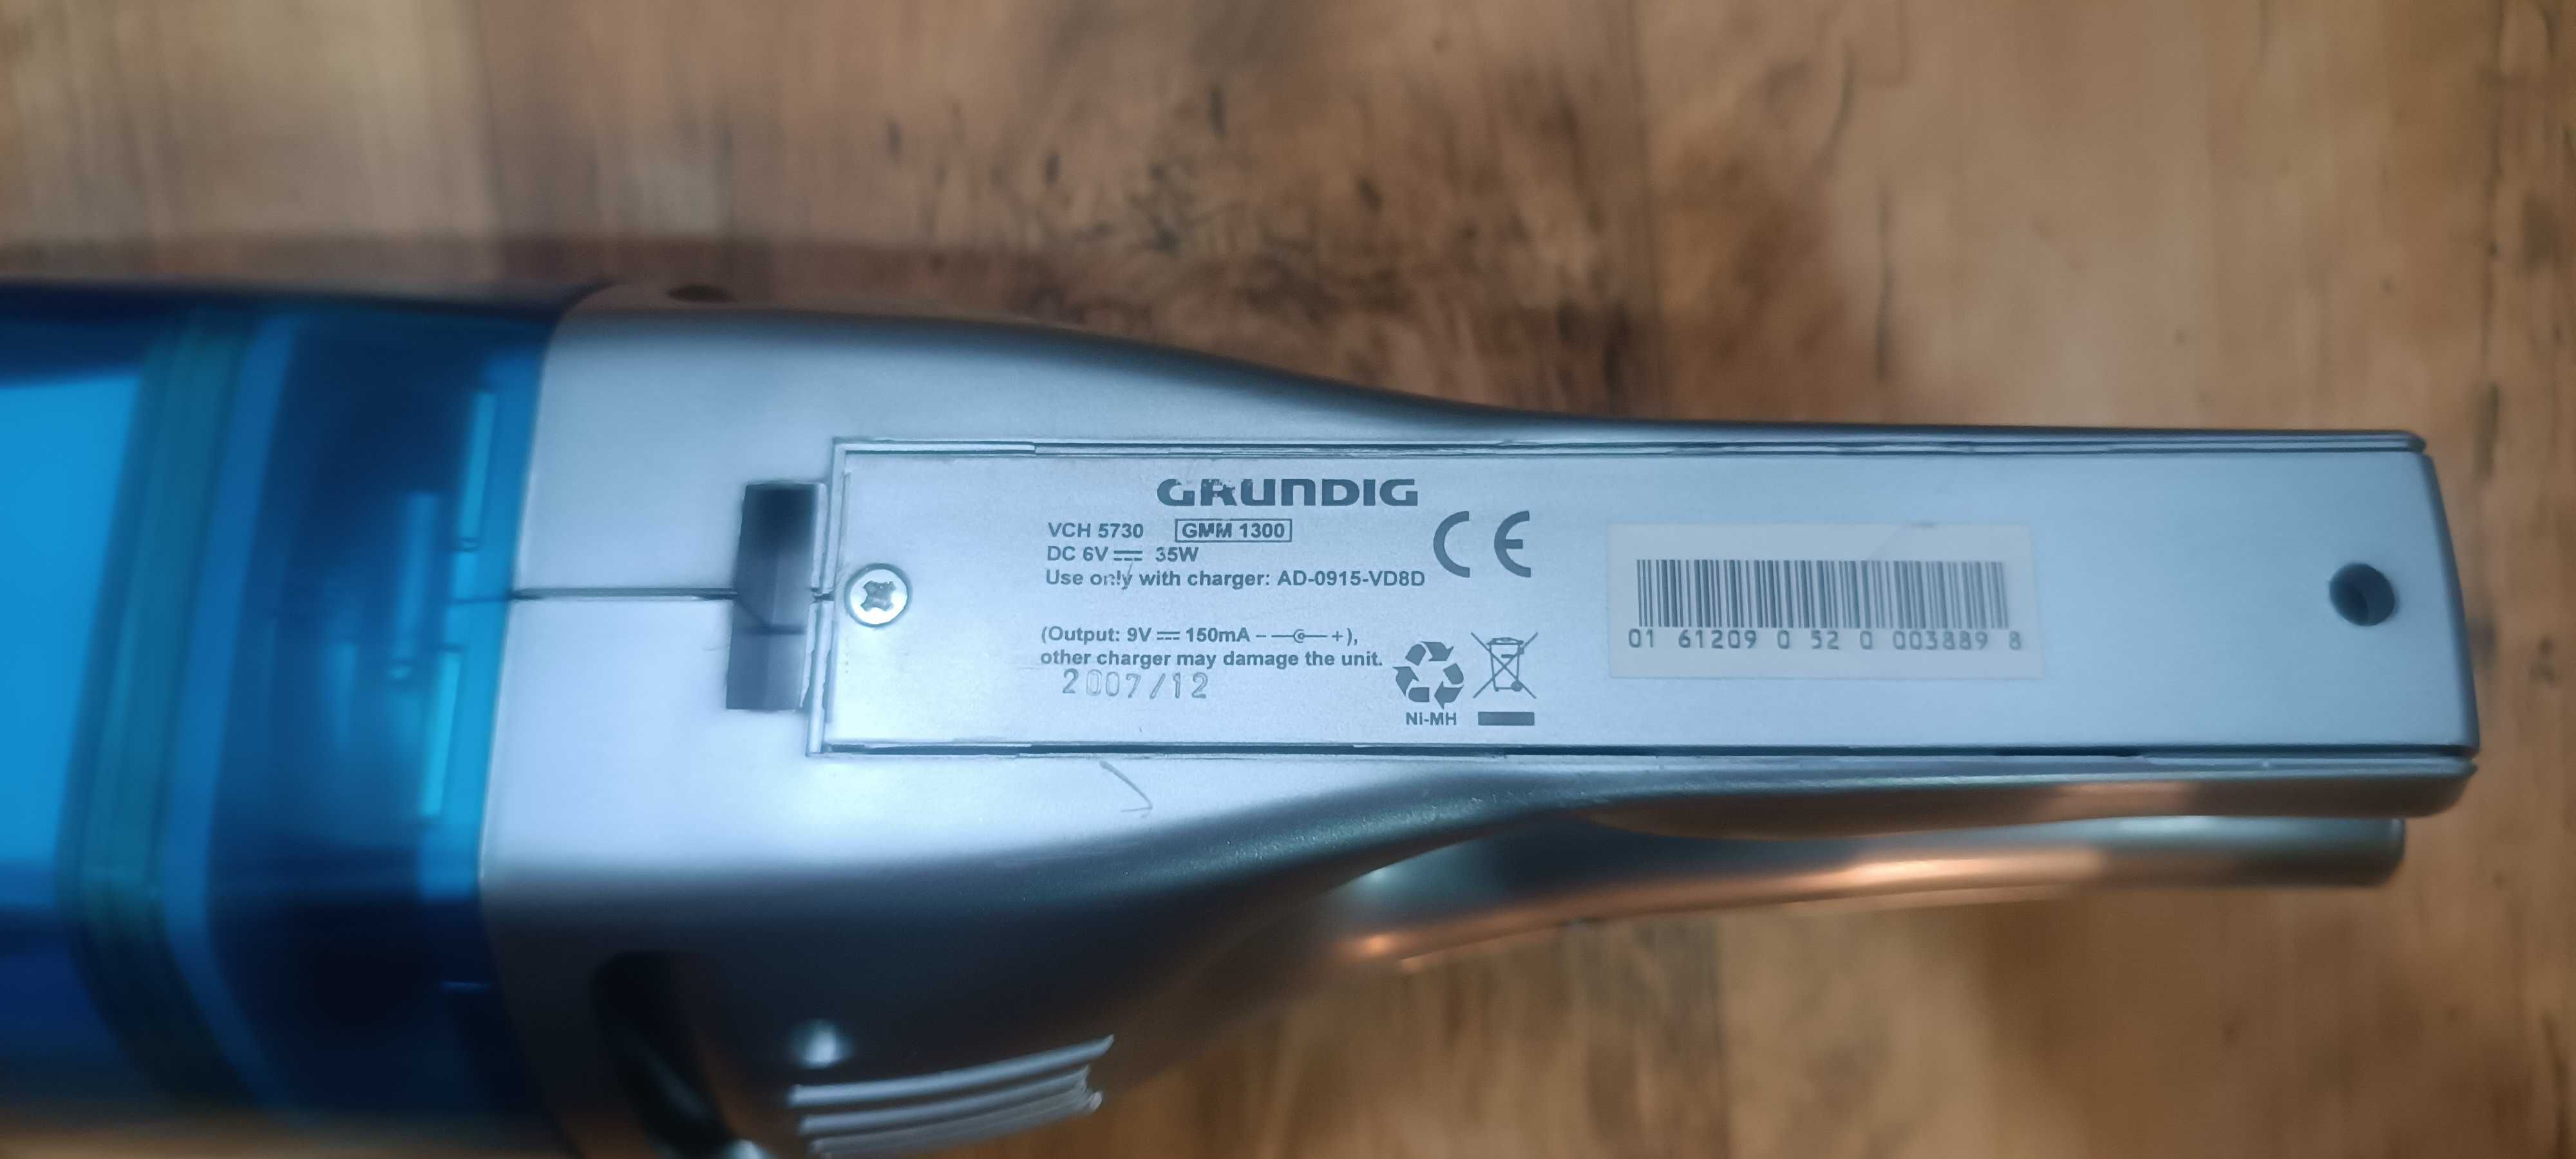 GRUNDIG
VCH 5730 GMM 1300
DC 6V ⎓ 35W
Use only with charger: AD-0915-VD8D
CE
(Output: 9V ⎓ 150mA - +),
other charger may damage the unit.
2007/12
Ni-MH
01 61209 0 52 0 003889 8